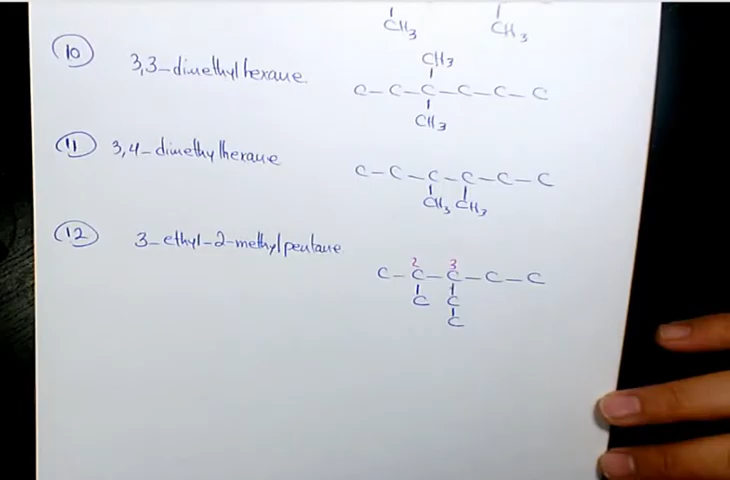 CH3 CH3
10 3,3-dimethylhexane.
CH3
C-C-C-C-C-C
CH3
11 3,4-dimethylhexane
C-C-C-C-C-C
CH3 CH3
12 3-ethyl-2-methylpentane
2 3
C-C-C-C-C
C C
C